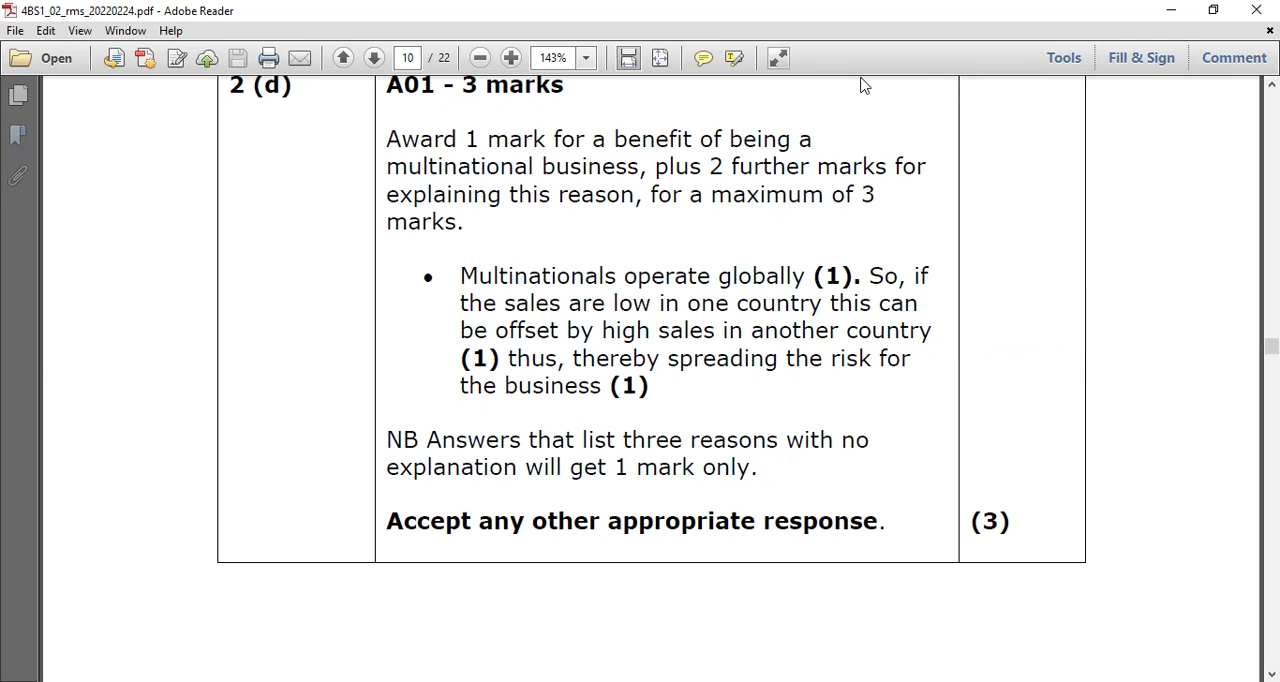 4BS1_02_rms_20220224.pdf - Adobe Reader
File Edit View Window Help
Open 10 / 22 143% Tools Fill & Sign Comment
2 (d) A01 - 3 marks
Award 1 mark for a benefit of being a
multinational business, plus 2 further marks for
explaining this reason, for a maximum of 3
marks.
• Multinationals operate globally (1). So, if
the sales are low in one country this can
be offset by high sales in another country
(1) thus, thereby spreading the risk for
the business (1)
NB Answers that list three reasons with no
explanation will get 1 mark only.
Accept any other appropriate response. (3)